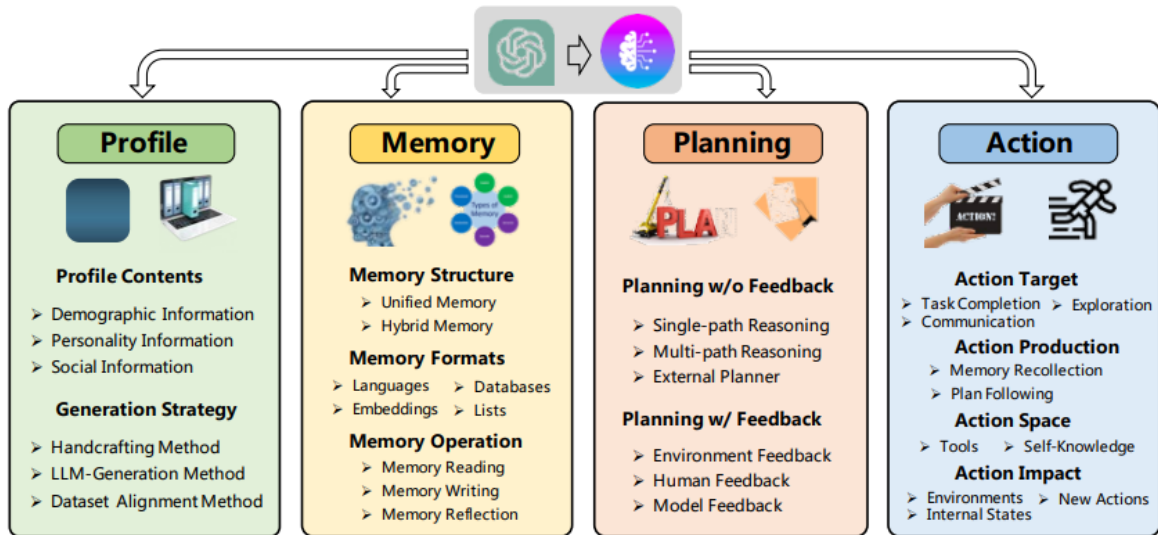 Profile
Profile Contents
➢ Demographic Information
➢ Personality Information
➢ Social Information
Generation Strategy
➢ Handcrafting Method
➢ LLM-Generation Method
➢ Dataset Alignment Method
Memory
Types of
Memory
Memory Structure
➢ Unified Memory
➢ Hybrid Memory
Memory Formats
➢ Languages ➢ Databases
➢ Embeddings ➢ Lists
Memory Operation
➢ Memory Reading
➢ Memory Writing
➢ Memory Reflection
Planning
PLAN
Planning w/o Feedback
➢ Single-path Reasoning
➢ Multi-path Reasoning
➢ External Planner
Planning w/ Feedback
➢ Environment Feedback
➢ Human Feedback
➢ Model Feedback
Action
ACTION!
Action Target
➢ Task Completion ➢ Exploration
➢ Communication
Action Production
➢ Memory Recollection
➢ Plan Following
Action Space
➢ Tools ➢ Self-Knowledge
Action Impact
➢ Environments ➢ New Actions
➢ Internal States